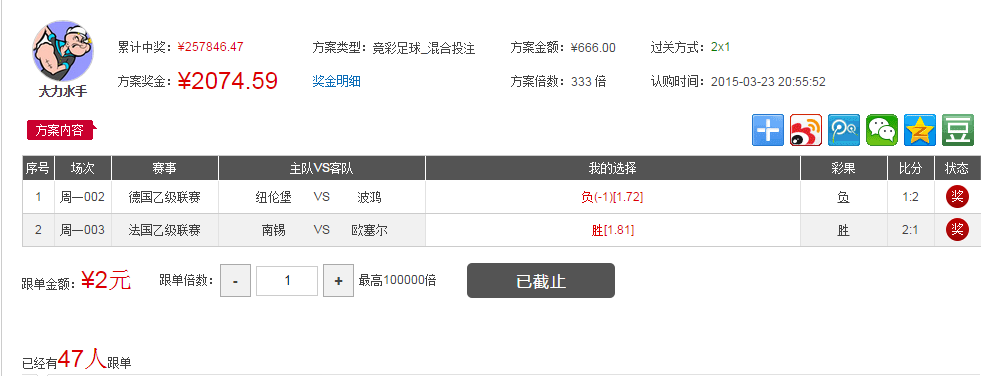 累计中奖：¥257846.47 方案类型：竞彩足球_混合投注 方案金额：¥666.00 过关方式：2x1
大力水手 方案奖金：¥2074.59 奖金明细 方案倍数：333 倍 认购时间：2015-03-23 20:55:52
方案内容 豆
序号 场次 赛事 主队VS客队 我的选择 彩果 比分 状态
1 周一002 德国乙级联赛 纽伦堡 VS 波鸿 负(-1)[1.72] 负 1:2 奖
2 周一003 法国乙级联赛 南锡 VS 欧塞尔 胜[1.81] 胜 2:1 奖
跟单金额：¥2元 跟单倍数： - 1 + 最高100000倍 已截止
已经有47人跟单